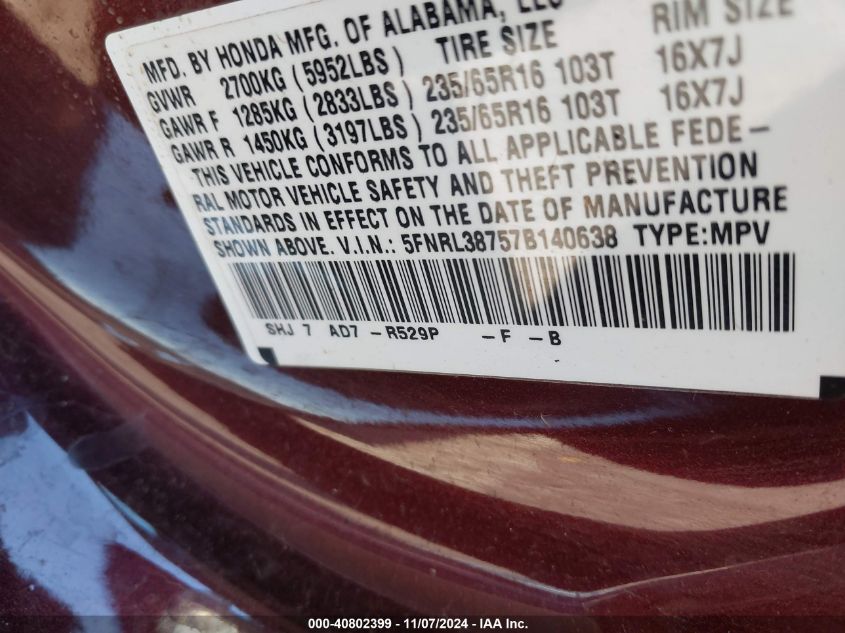 MFD. BY HONDA MFG. OF ALABAMA, LLC
GVWR 2700KG (5952LBS) TIRE SIZE RIM SIZE
GAWR F 1285KG (2833LBS) 235/65R16 103T 16X7J
GAWR R 1450KG (3197LBS) 235/65R16 103T 16X7J
THIS VEHICLE CONFORMS TO ALL APPLICABLE FEDE-
RAL MOTOR VEHICLE SAFETY AND THEFT PREVENTION
STANDARDS IN EFFECT ON THE DATE OF MANUFACTURE
SHOWN ABOVE. V.I.N.: 5FNRL38757B140638 TYPE:MPV
SHJ 7 AD7 -R529P -F -B
000-40802399 — 11/07/2024 — IAA Inc.